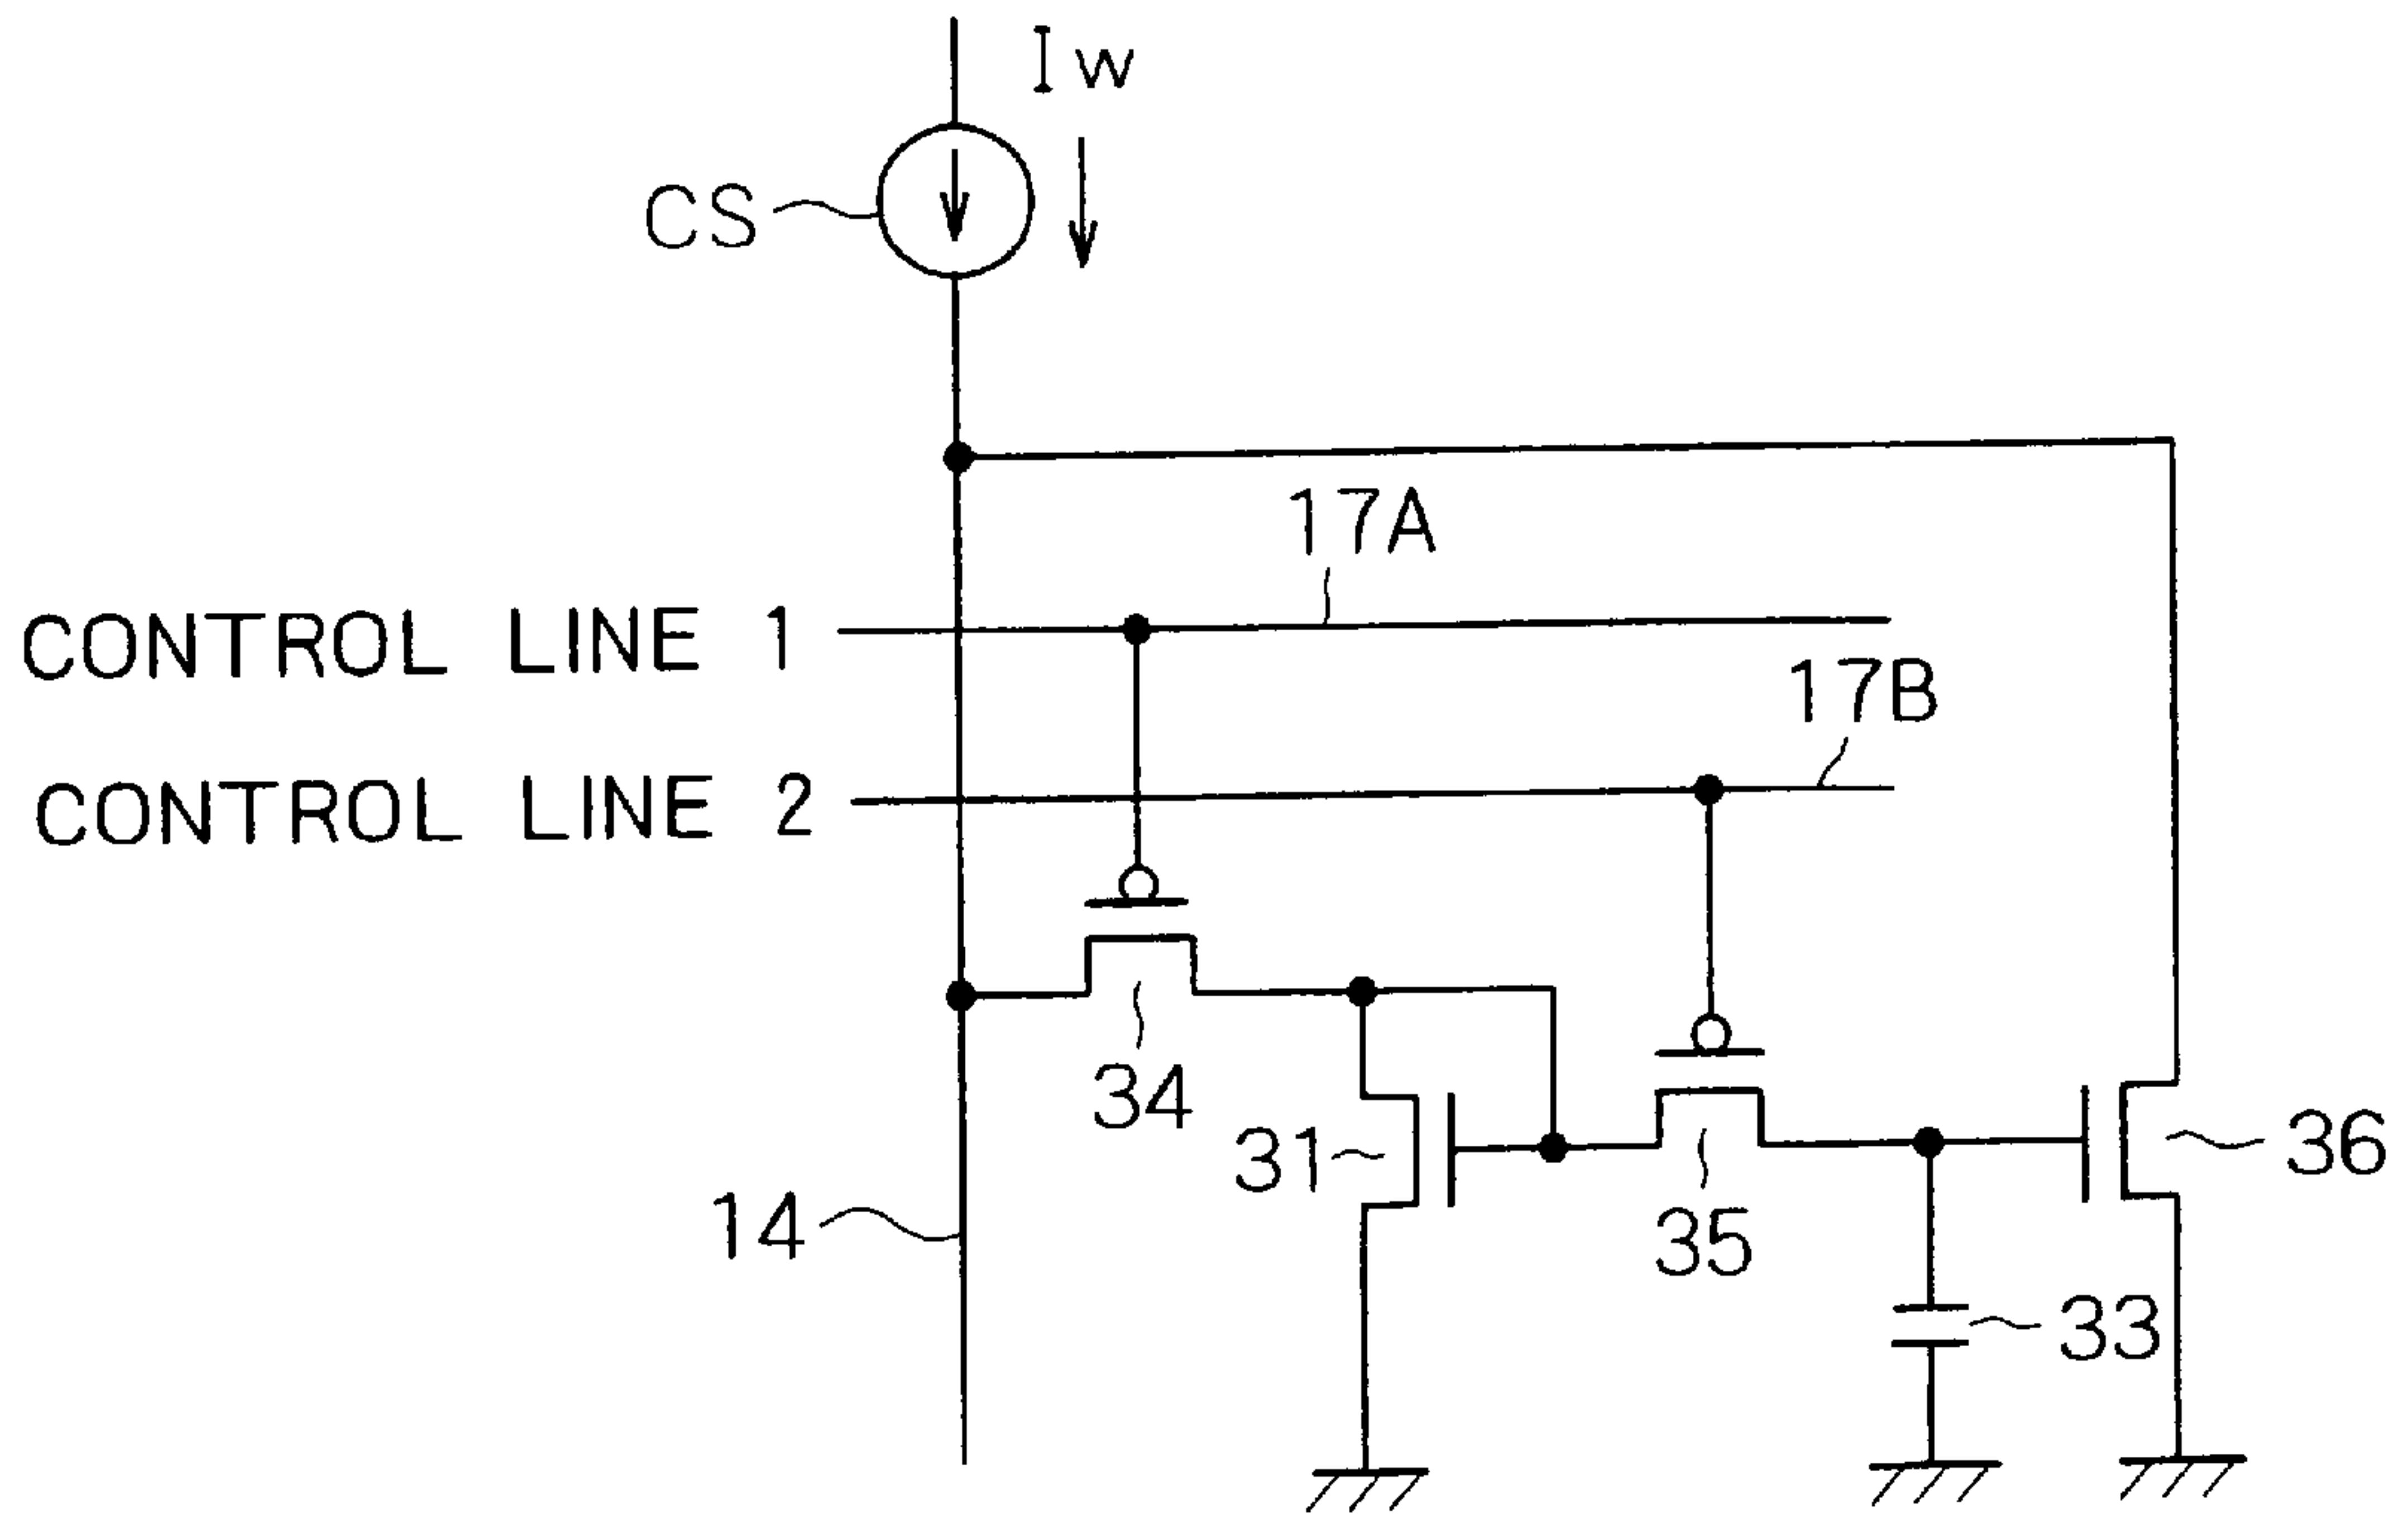 Iw
CS
17A
CONTROL LINE 1
17B
CONTROL LINE 2
34
31
36
14
35
33